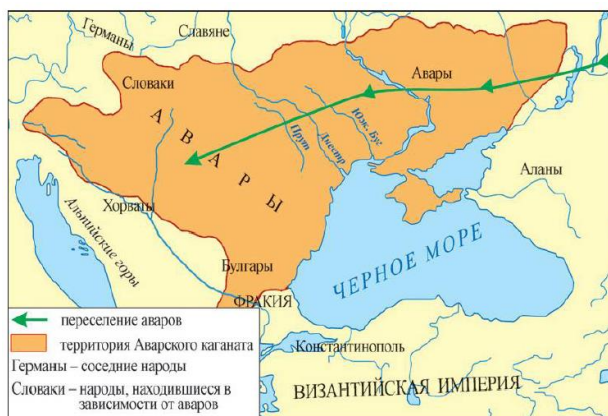 Германы
Славяне
Словаки
Авары
АВАРЫ
Прут
Днестр
Юж. Буг
Аланы
Хорваты
Альпийские горы
Булгары
ФРАКИЯ
ЧЕРНОЕ МОРЕ
Константинополь
ВИЗАНТИЙСКАЯ ИМПЕРИЯ
переселение аваров
территория Аварского каганата
Германы – соседние народы
Словаки – народы, находившиеся в
зависимости от аваров